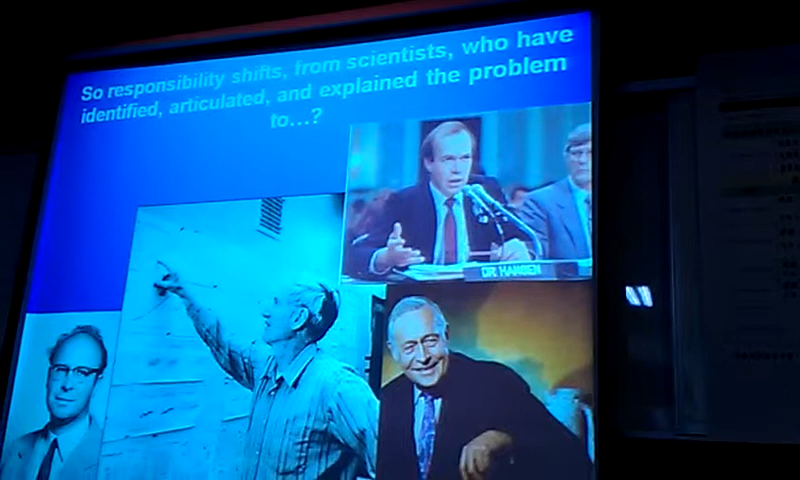 So responsibility shifts, from scientists, who have
identified, articulated, and explained the problem
to...?
DR. HANSEN